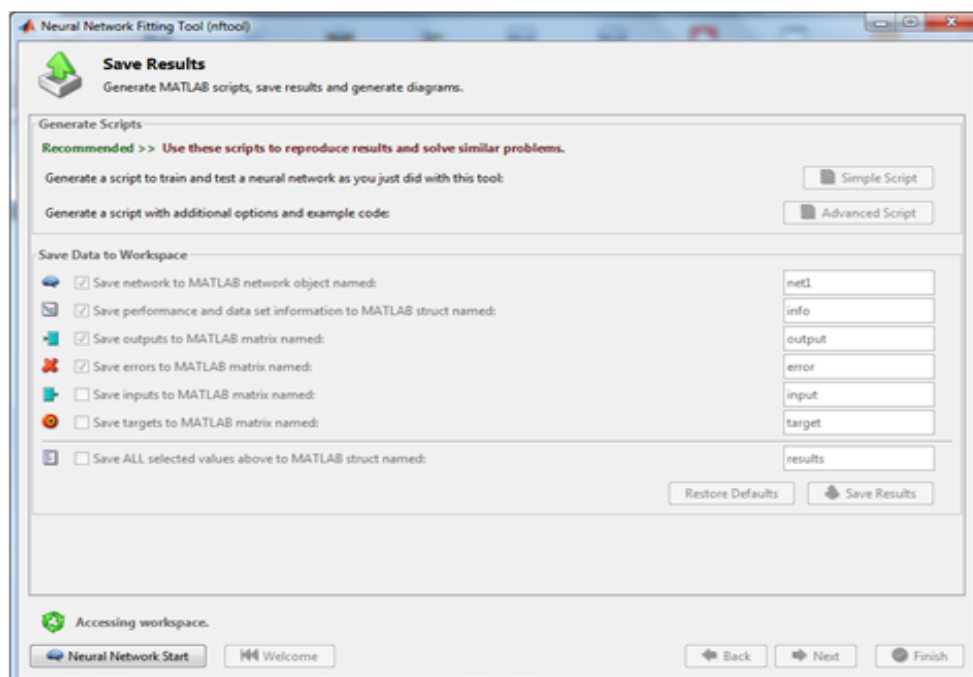 Neural Network Fitting Tool (nftool)
Save Results
Generate MATLAB scripts, save results and generate diagrams.
Generate Scripts
Recommended >> Use these scripts to reproduce results and solve similar problems.
Generate a script to train and test a neural network as you just did with this tool: Simple Script
Generate a script with additional options and example code: Advanced Script
Save Data to Workspace
Save network to MATLAB network object named: net1
Save performance and data set information to MATLAB struct named: info
Save outputs to MATLAB matrix named: output
Save errors to MATLAB matrix named: error
Save inputs to MATLAB matrix named: input
Save targets to MATLAB matrix named: target
Save ALL selected values above to MATLAB struct named: results
Restore Defaults Save Results
Accessing workspace.
Neural Network Start Welcome Back Next Finish